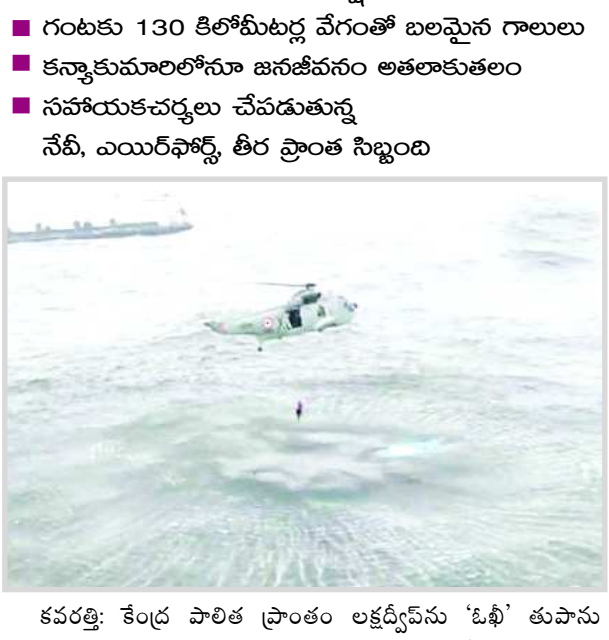 ■ గంటకు 130 కిలోమీటర్ల వేగంతో బలమైన గాలులు
■ కన్యాకుమారిలోనూ జనజీవనం అతలాకుతలం
■ సహాయకచర్యలు చేపడుతున్న
నేవీ, ఎయిర్‌ఫోర్స్, తీర ప్రాంత సిబ్బంది
కవరత్తి: కేంద్ర పాలిత ప్రాంతం లక్షద్వీప్‌ను ‘ఓఖీ’ తుపాను